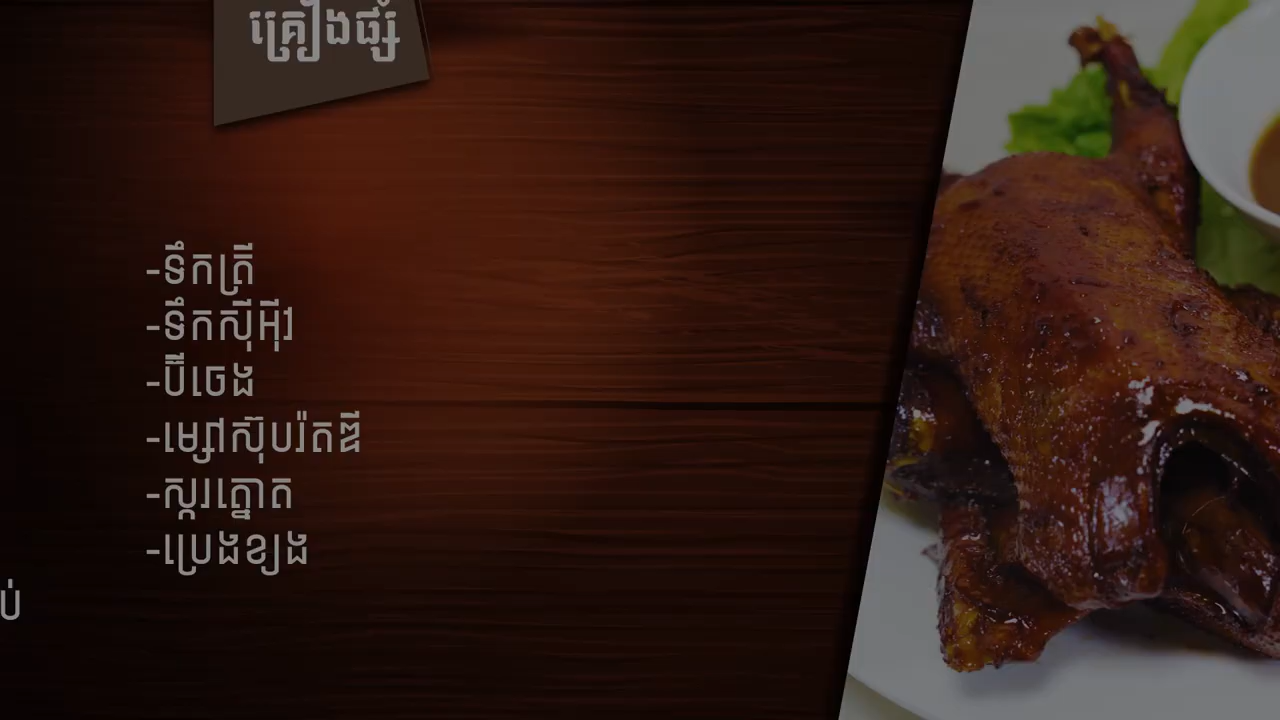 គ្រឿងផ្សំ
-ទឹកត្រី
-ទឹកស៊ីអ៊ីវ
-ប៊ីចេង
-ម្សៅស៊ុបរ៉តឌី
-ស្ករត្នោត
-ប្រេងខ្យង